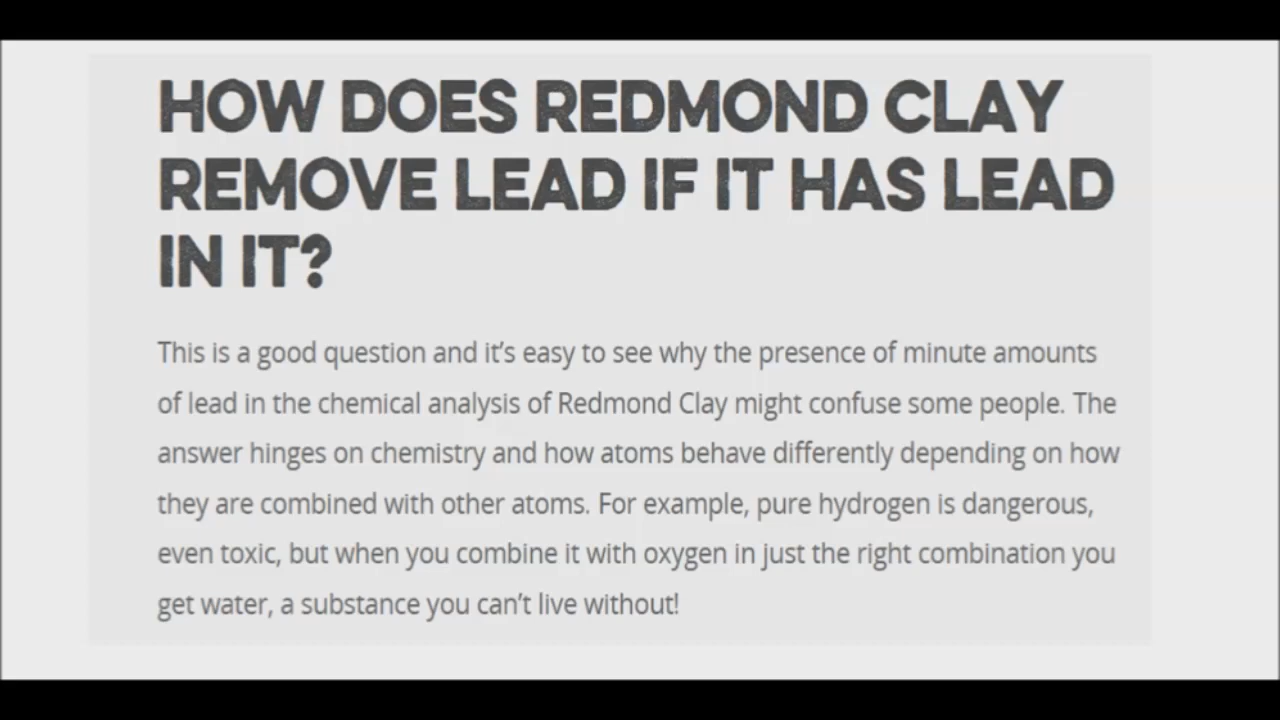 HOW DOES REDMOND CLAY
REMOVE LEAD IF IT HAS LEAD
IN IT?
This is a good question and it's easy to see why the presence of minute amounts
of lead in the chemical analysis of Redmond Clay might confuse some people. The
answer hinges on chemistry and how atoms behave differently depending on how
they are combined with other atoms. For example, pure hydrogen is dangerous,
even toxic, but when you combine it with oxygen in just the right combination you
get water, a substance you can't live without!